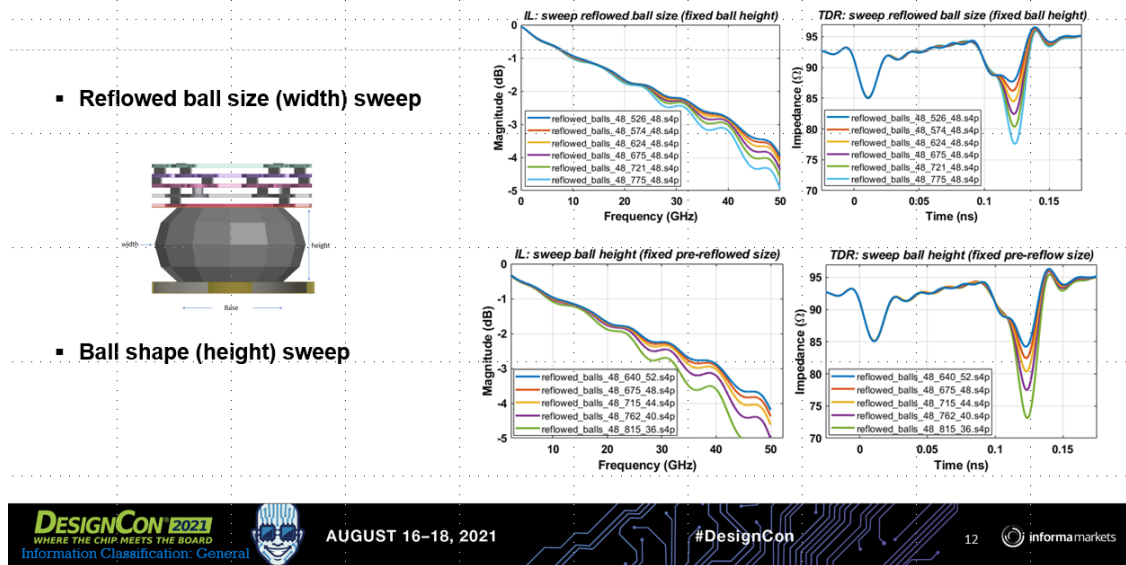 ▪ Reflowed ball size (width) sweep
width
height
Base
▪ Ball shape (height) sweep
IL: sweep reflowed ball size (fixed ball height)
Magnitude (dB)
0
-1
-2
-3
-4
-5
reflowed_balls_48_526_48.s4p
reflowed_balls_48_574_48.s4p
reflowed_balls_48_624_48.s4p
reflowed_balls_48_675_48.s4p
reflowed_balls_48_721_48.s4p
reflowed_balls_48_775_48.s4p
0 10 20 30 40 50
Frequency (GHz)
TDR: sweep reflowed ball size (fixed ball height)
Impedance (Ω)
95
90
85
80
75
70
reflowed_balls_48_526_48.s4p
reflowed_balls_48_574_48.s4p
reflowed_balls_48_624_48.s4p
reflowed_balls_48_675_48.s4p
reflowed_balls_48_721_48.s4p
reflowed_balls_48_775_48.s4p
0 0.05 0.1 0.15
Time (ns)
IL: sweep ball height (fixed pre-reflowed size)
Magnitude (dB)
0
-1
-2
-3
-4
-5
reflowed_balls_48_640_52.s4p
reflowed_balls_48_675_48.s4p
reflowed_balls_48_715_44.s4p
reflowed_balls_48_762_40.s4p
reflowed_balls_48_815_36.s4p
10 20 30 40 50
Frequency (GHz)
TDR: sweep ball height (fixed pre-reflow size)
Impedance (Ω)
95
90
85
80
75
70
reflowed_balls_48_640_52.s4p
reflowed_balls_48_675_48.s4p
reflowed_balls_48_715_44.s4p
reflowed_balls_48_762_40.s4p
reflowed_balls_48_815_36.s4p
0 0.05 0.1 0.15
Time (ns)
DESIGNCON® 2021
WHERE THE CHIP MEETS THE BOARD
Information Classification: General
AUGUST 16–18, 2021
#DesignCon
12
informamarkets